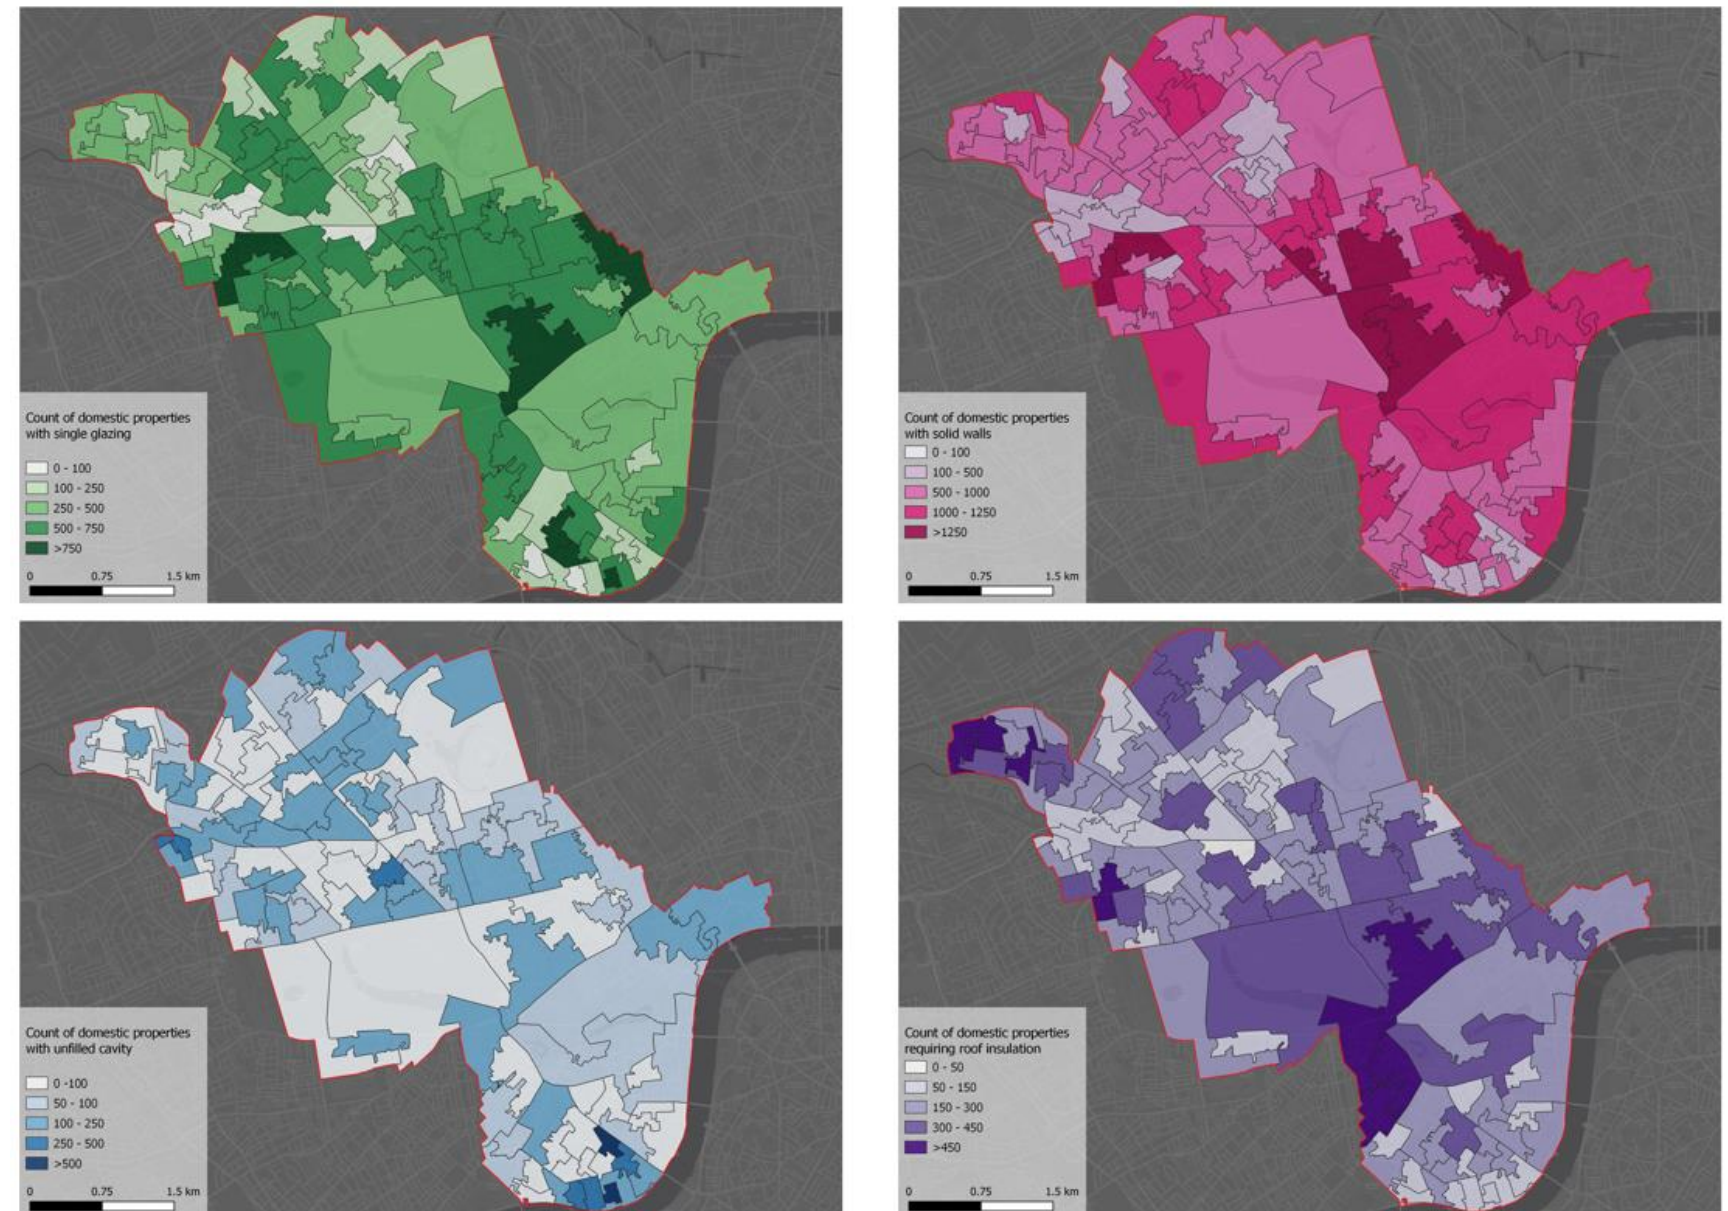 Count of domestic properties
with single glazing
0 - 100
100 - 250
250 - 500
500 - 750
>750
0 0.75 1.5 km
Count of domestic properties
with solid walls
0 - 100
100 - 500
500 - 1000
1000 - 1250
>1250
0 0.75 1.5 km
Count of domestic properties
with unfilled cavity
0 -100
50 - 100
100 - 250
250 - 500
>500
0 0.75 1.5 km
Count of domestic properties
requiring roof insulation
0 - 50
50 - 150
150 - 300
300 - 450
>450
0 0.75 1.5 km